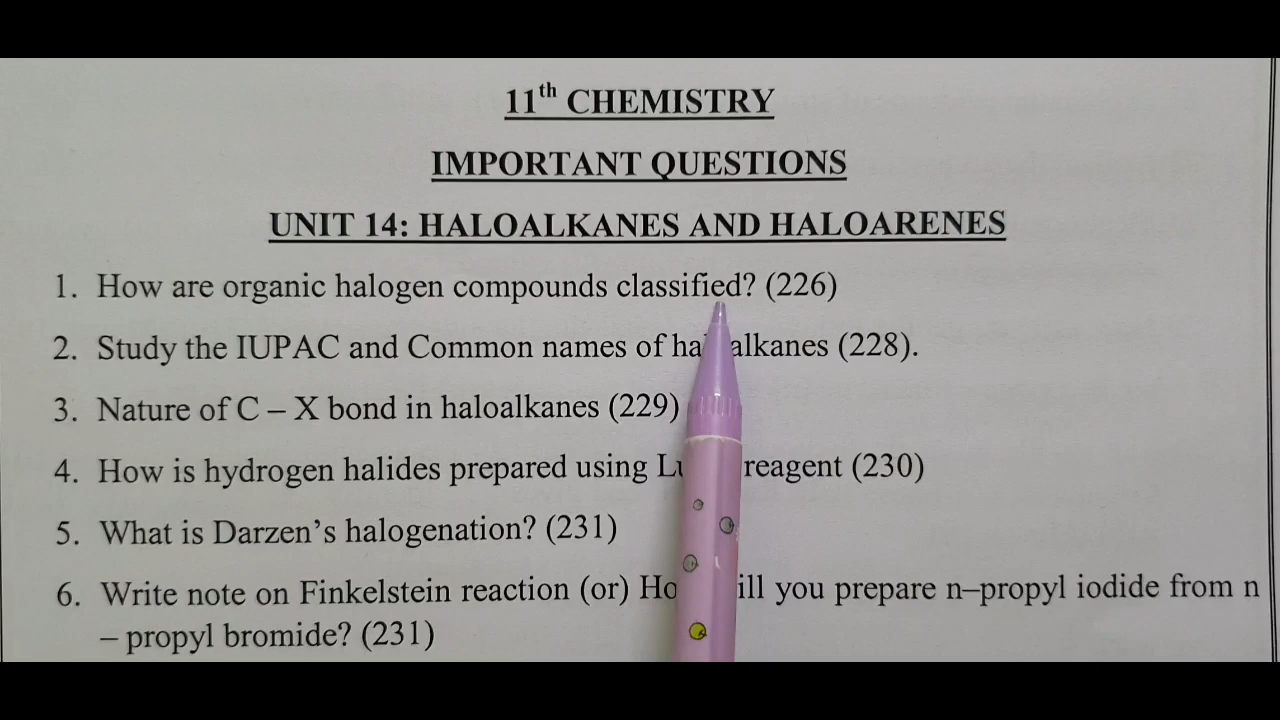 11th CHEMISTRY
IMPORTANT QUESTIONS
UNIT 14: HALOALKANES AND HALOARENES
1. How are organic halogen compounds classified? (226)
2. Study the IUPAC and Common names of alkanes (228).
3. Nature of C – X bond in haloalkanes (229)
4. How is hydrogen halides prepared using reagent (230)
5. What is Darzen's halogenation? (231)
6. Write note on Finkelstein reaction (or) you prepare n–propyl iodide from n
– propyl bromide? (231)